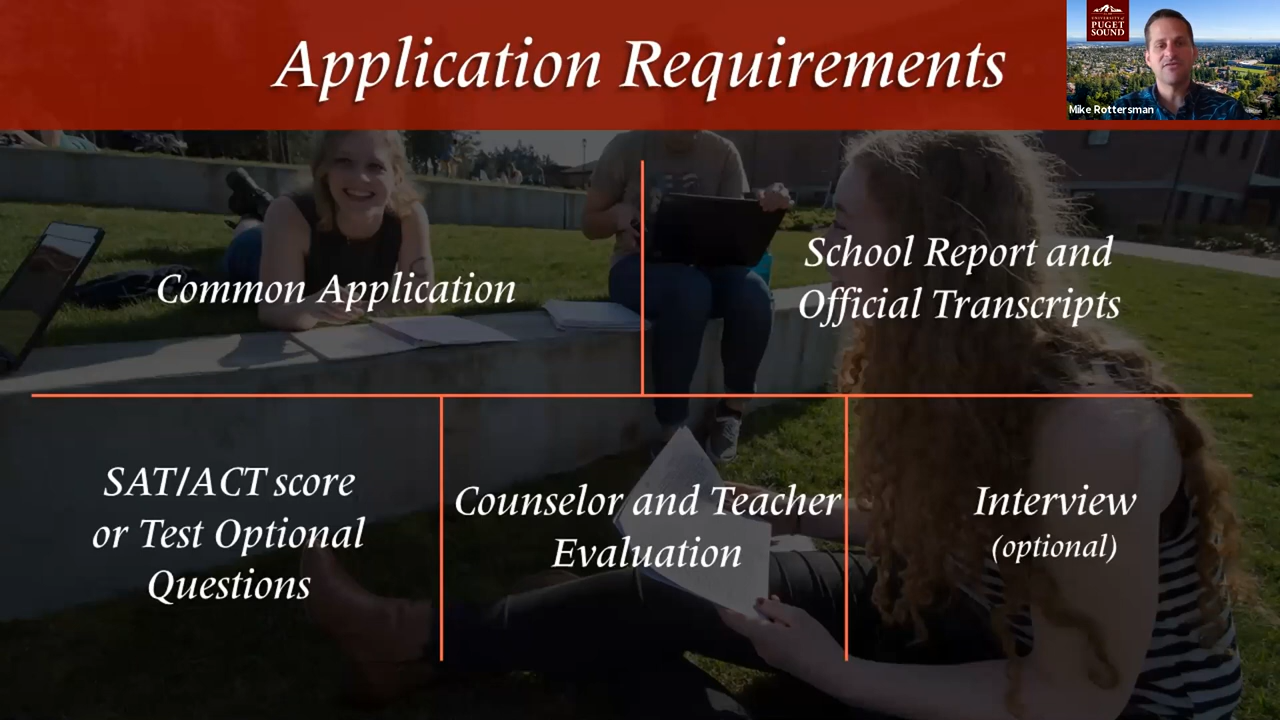 Application Requirements
UNIVERSITY of
PUGET
SOUND
Mike Rottersman
Common Application
School Report and
Official Transcripts
SAT/ACT score
or Test Optional
Questions
Counselor and Teacher
Evaluation
Interview
(optional)